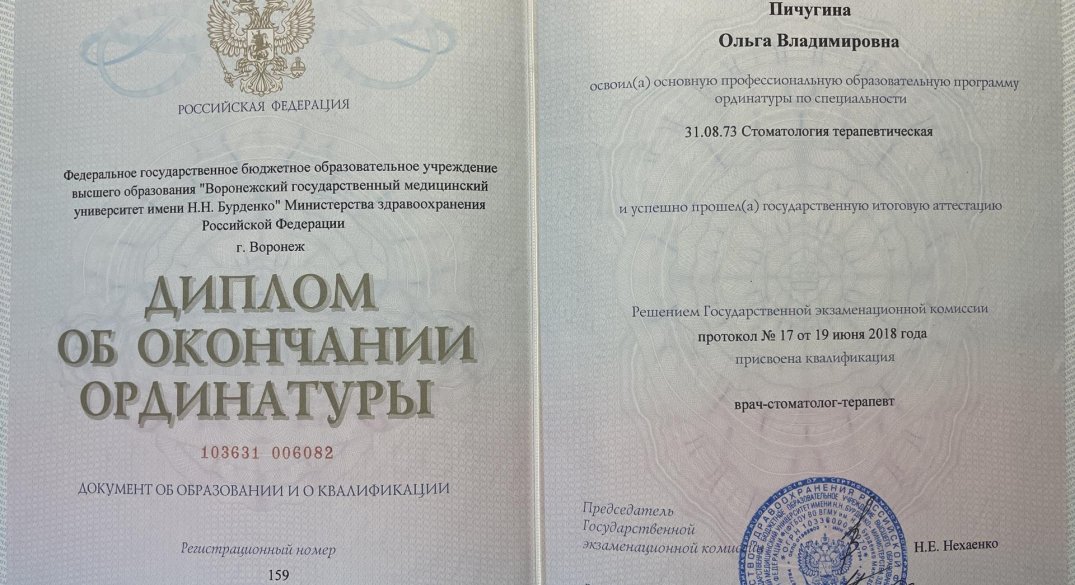 РОССИЙСКАЯ ФЕДЕРАЦИЯ
Федеральное государственное бюджетное образовательное учреждение
высшего образования "Воронежский государственный медицинский
университет имени Н.Н. Бурденко" Министерства здравоохранения
Российской Федерации
г. Воронеж
ДИПЛОМ
ОБ ОКОНЧАНИИ
ОРДИНАТУРЫ
103631 006082
ДОКУМЕНТ ОБ ОБРАЗОВАНИИ И О КВАЛИФИКАЦИИ
Регистрационный номер
159
Пичугина
Ольга Владимировна
освоил(а) основную профессиональную образовательную программу
ординатуры по специальности
31.08.73 Стоматология терапевтическая
и успешно прошел(а) государственную итоговую аттестацию
Решением Государственной экзаменационной комиссии
протокол № 17 от 19 июня 2018 года
присвоена квалификация
врач-стоматолог-терапевт
Председатель
Государственной
экзаменационной
Н.Е. Нехаенко